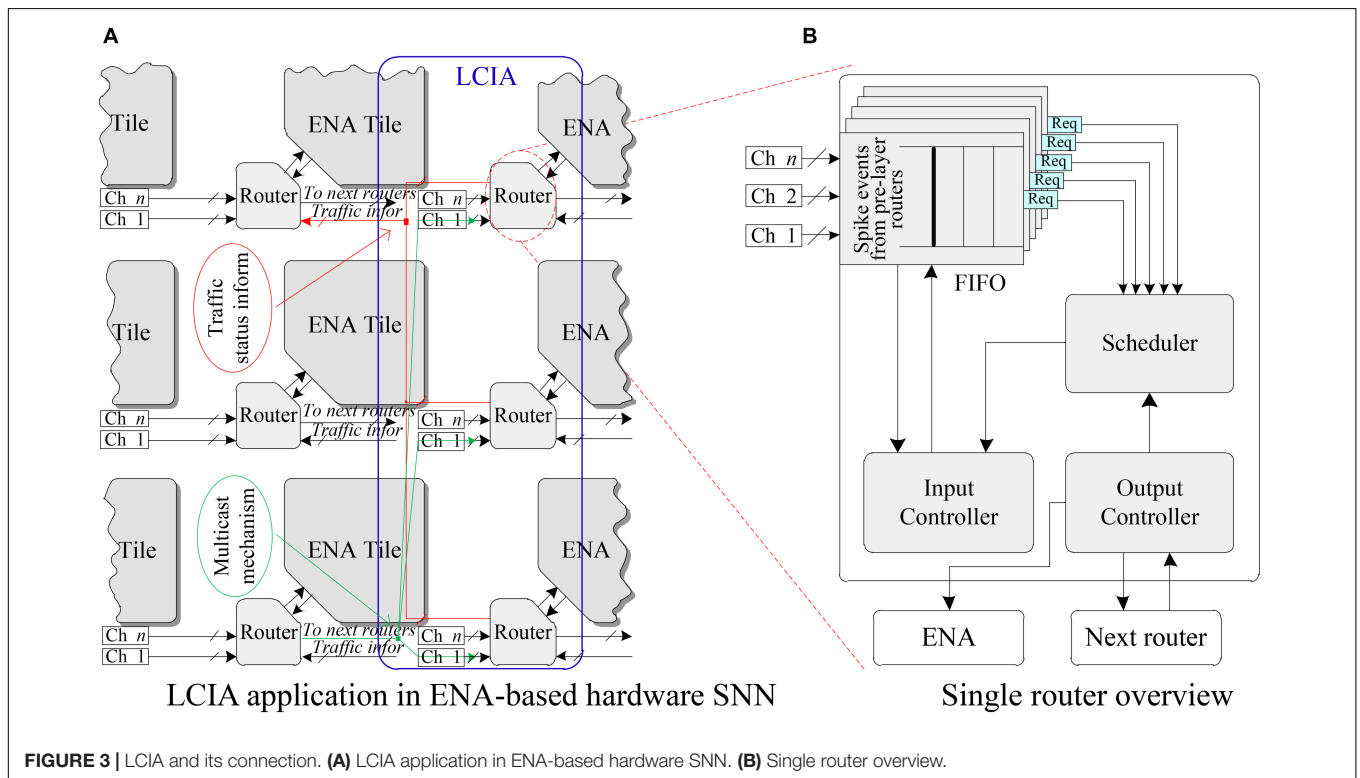 A
B
LCIA
Tile
ENA Tile
ENA
Ch n
Ch 1
Router
To next routers
Traffic infor
Ch n
Ch 1
Router
Traffic
status inform
Tile
ENA Tile
ENA
Ch n
Ch 1
Router
To next routers
Traffic infor
Ch n
Ch 1
Router
Multicast
mechanism
Tile
ENA Tile
ENA
Ch n
Ch 1
Router
To next routers
Traffic infor
Ch n
Ch 1
Router
LCIA application in ENA-based hardware SNN
Ch n
Ch 2
Ch 1
Spike events
from pre-layer
routers
Req
Req
Req
Req
Req
FIFO
Scheduler
Input
Controller
Output
Controller
ENA
Next router
Single router overview
FIGURE 3 | LCIA and its connection. (A) LCIA application in ENA-based hardware SNN. (B) Single router overview.